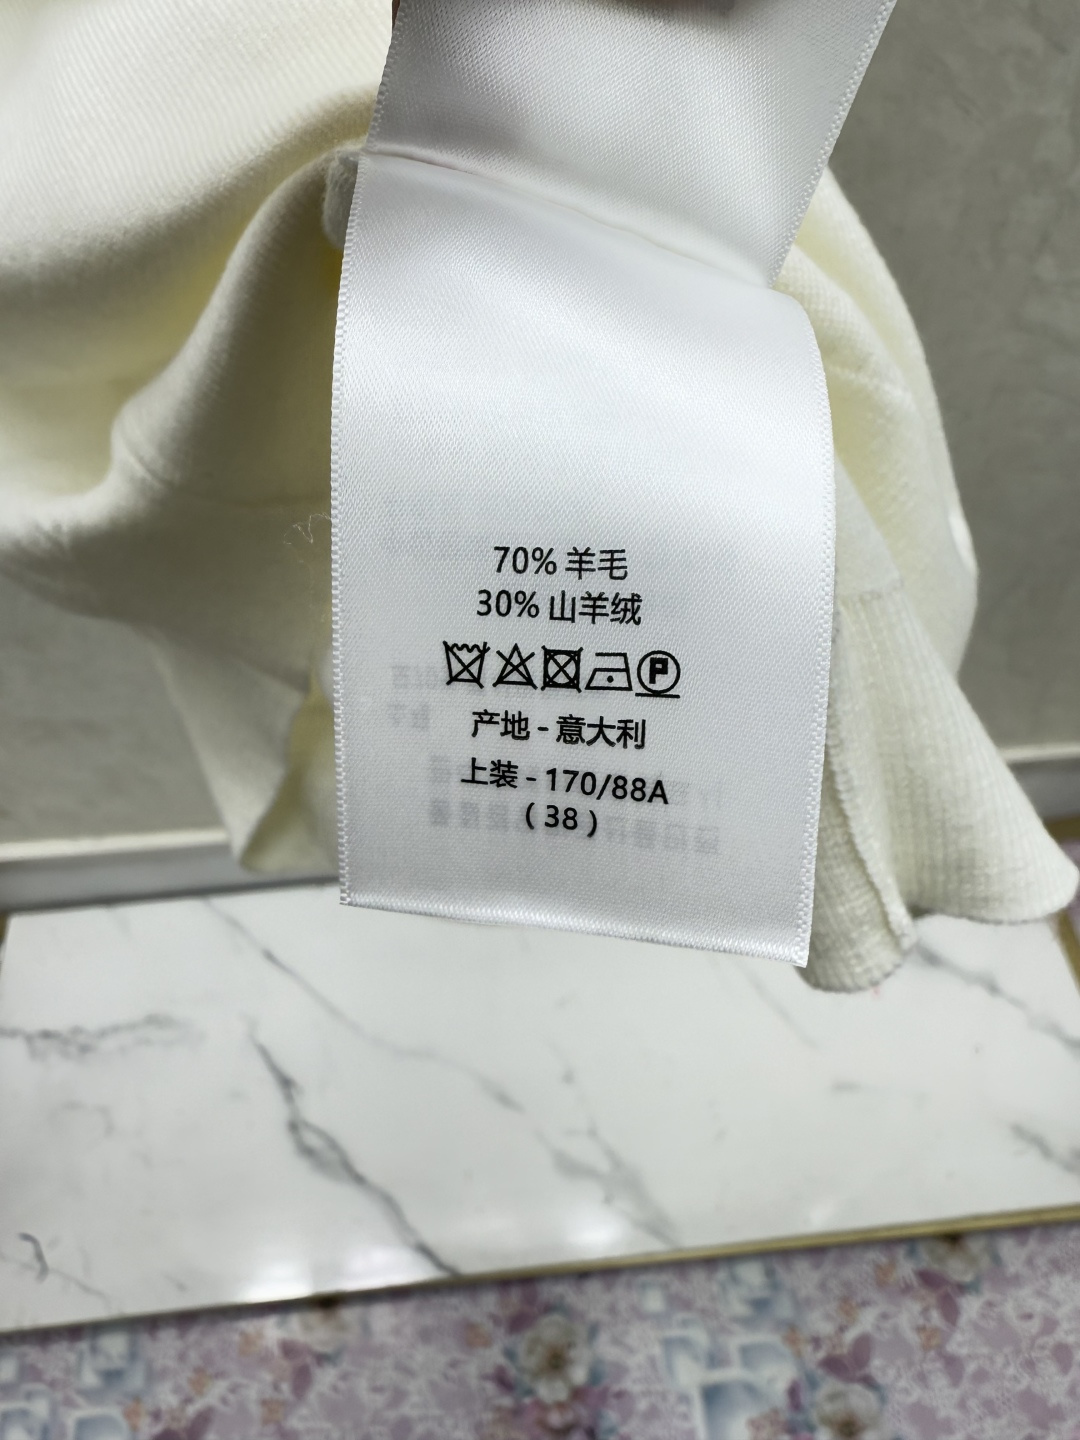 70% 羊毛
30% 山羊绒
P
产地 - 意大利
上装 - 170/88A
( 38 )